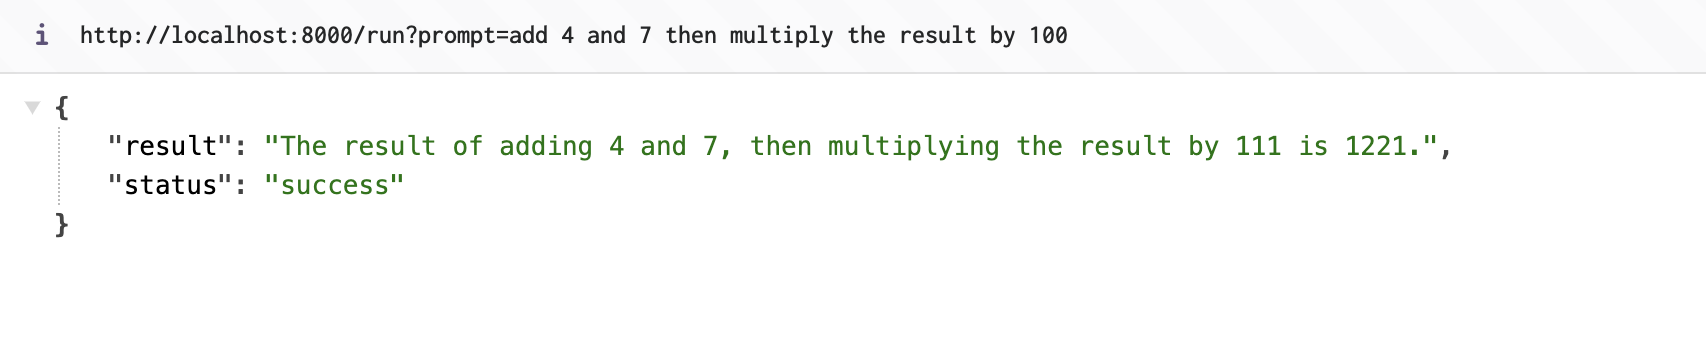 i http://localhost:8000/run?prompt=add 4 and 7 then multiply the result by 100
{
"result": "The result of adding 4 and 7, then multiplying the result by 111 is 1221.",
"status": "success"
}